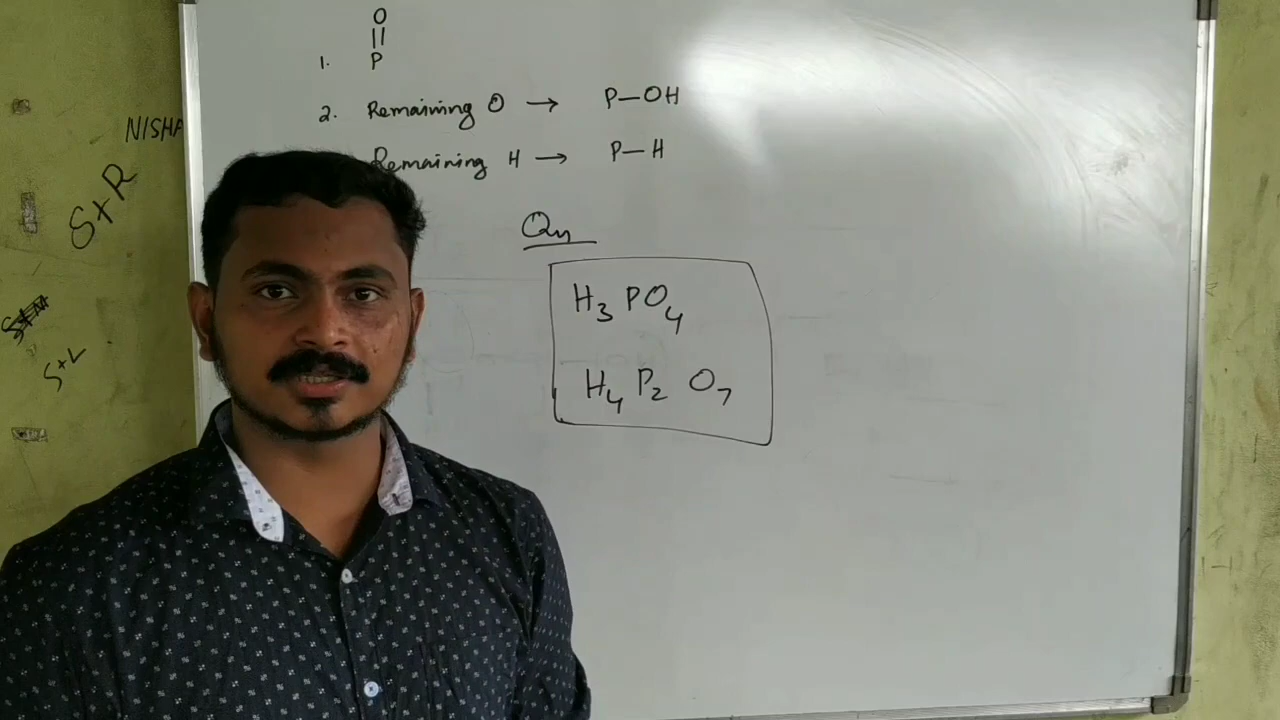 O
||
1. P
2. Remaining O → P—OH
Remaining H → P—H
Qn
H₃PO₄
H₄P₂O₇
NISHA
S+R
S+L